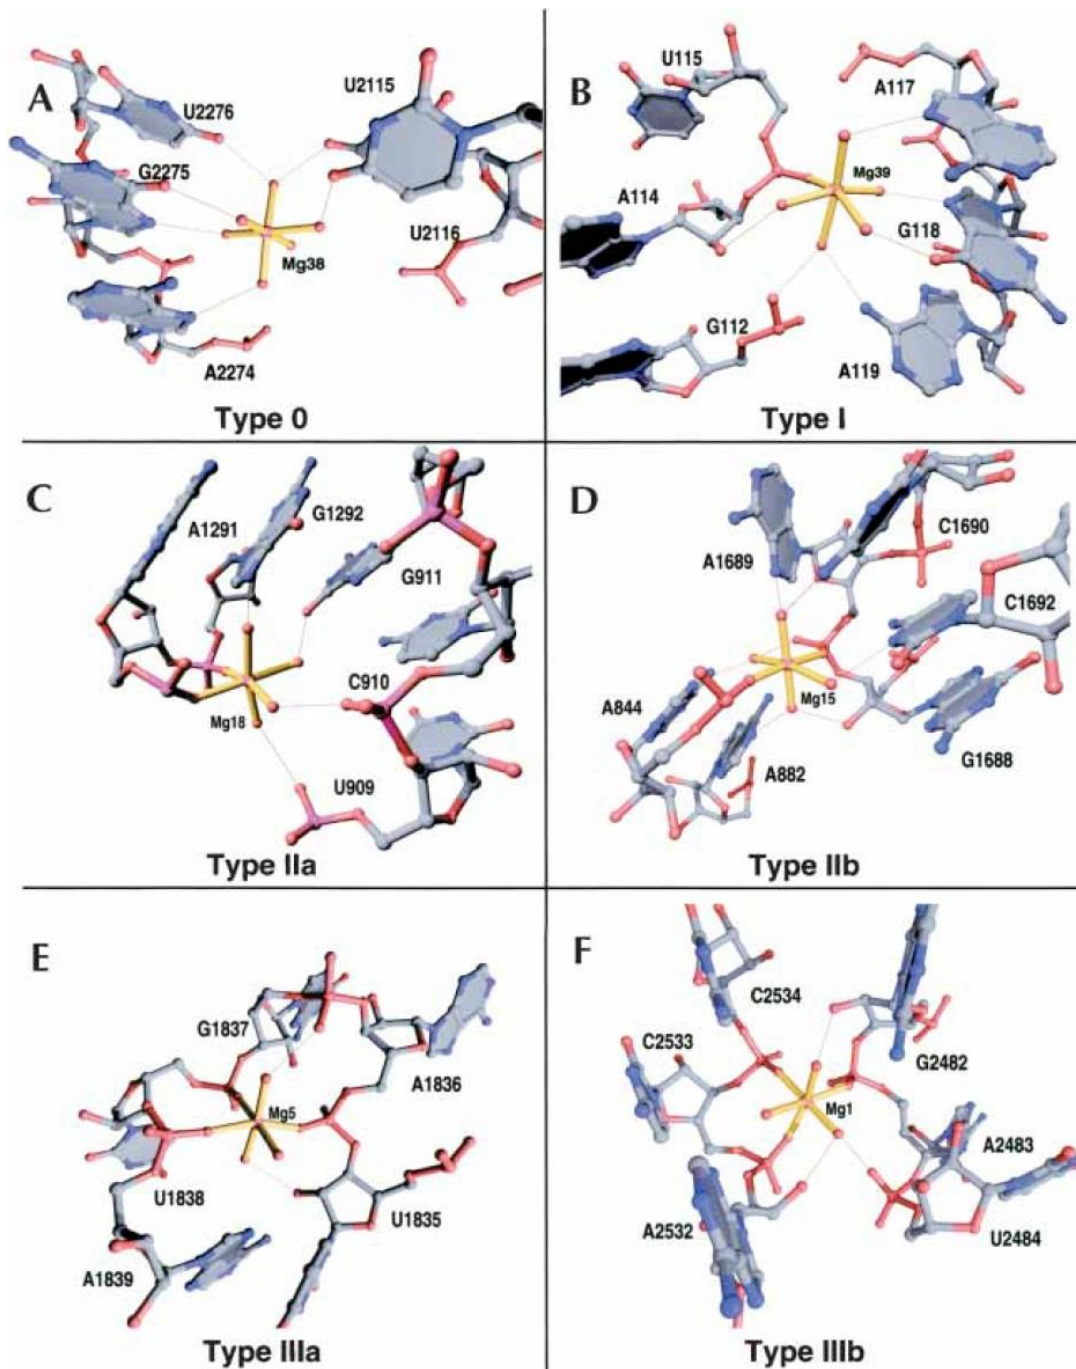 A
U2276
U2115
G2275
U2116
Mg38
A2274
Type 0
B
U115
A117
Mg39
A114
G118
G112
A119
Type I
C
A1291
G1292
G911
C910
Mg18
U909
Type IIa
D
C1690
A1689
C1692
Mg15
A844
G1688
A882
Type IIb
E
G1837
Mg5
A1836
U1838
U1835
A1839
Type IIIa
F
C2534
C2533
G2482
Mg1
A2483
A2532
U2484
Type IIIb